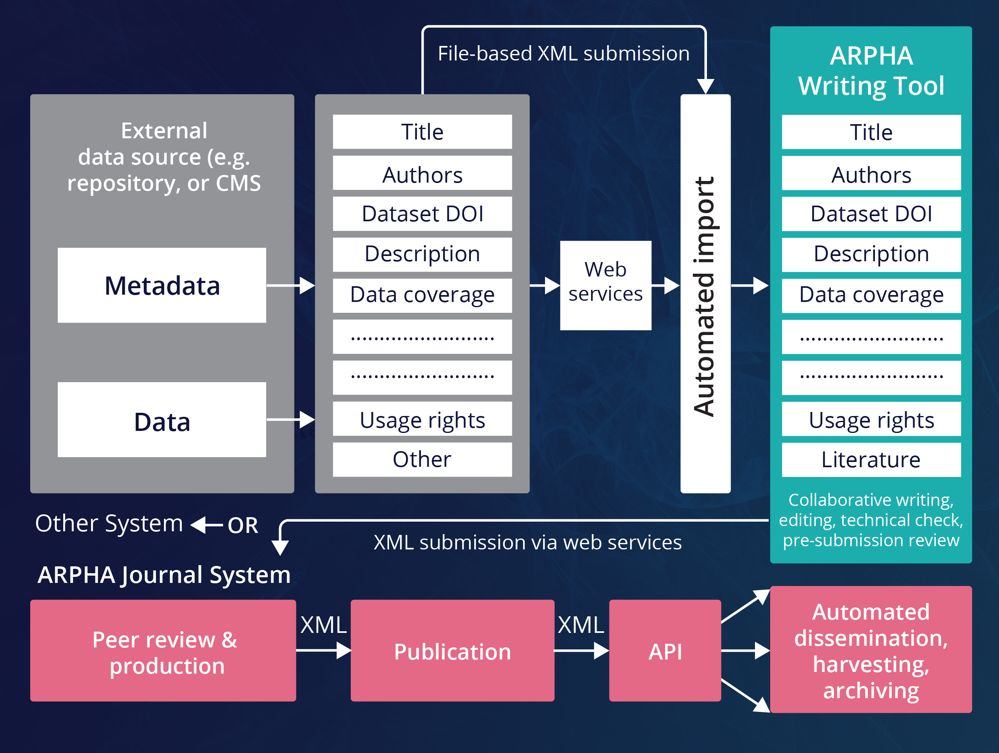 File-based XML submission
External
data source (e.g.
repository, or CMS
Metadata
Data
Title
Authors
Dataset DOI
Description
Data coverage
.........................
.........................
Usage rights
Other
Web
services
Automated import
ARPHA
Writing Tool
Title
Authors
Dataset DOI
Description
Data coverage
.........................
.........................
Usage rights
Literature
Collaborative writing,
editing, technical check,
pre-submission review
Other System
OR
XML submission via web services
ARPHA Journal System
Peer review &
production
XML
Publication
XML
API
Automated
dissemination,
harvesting,
archiving